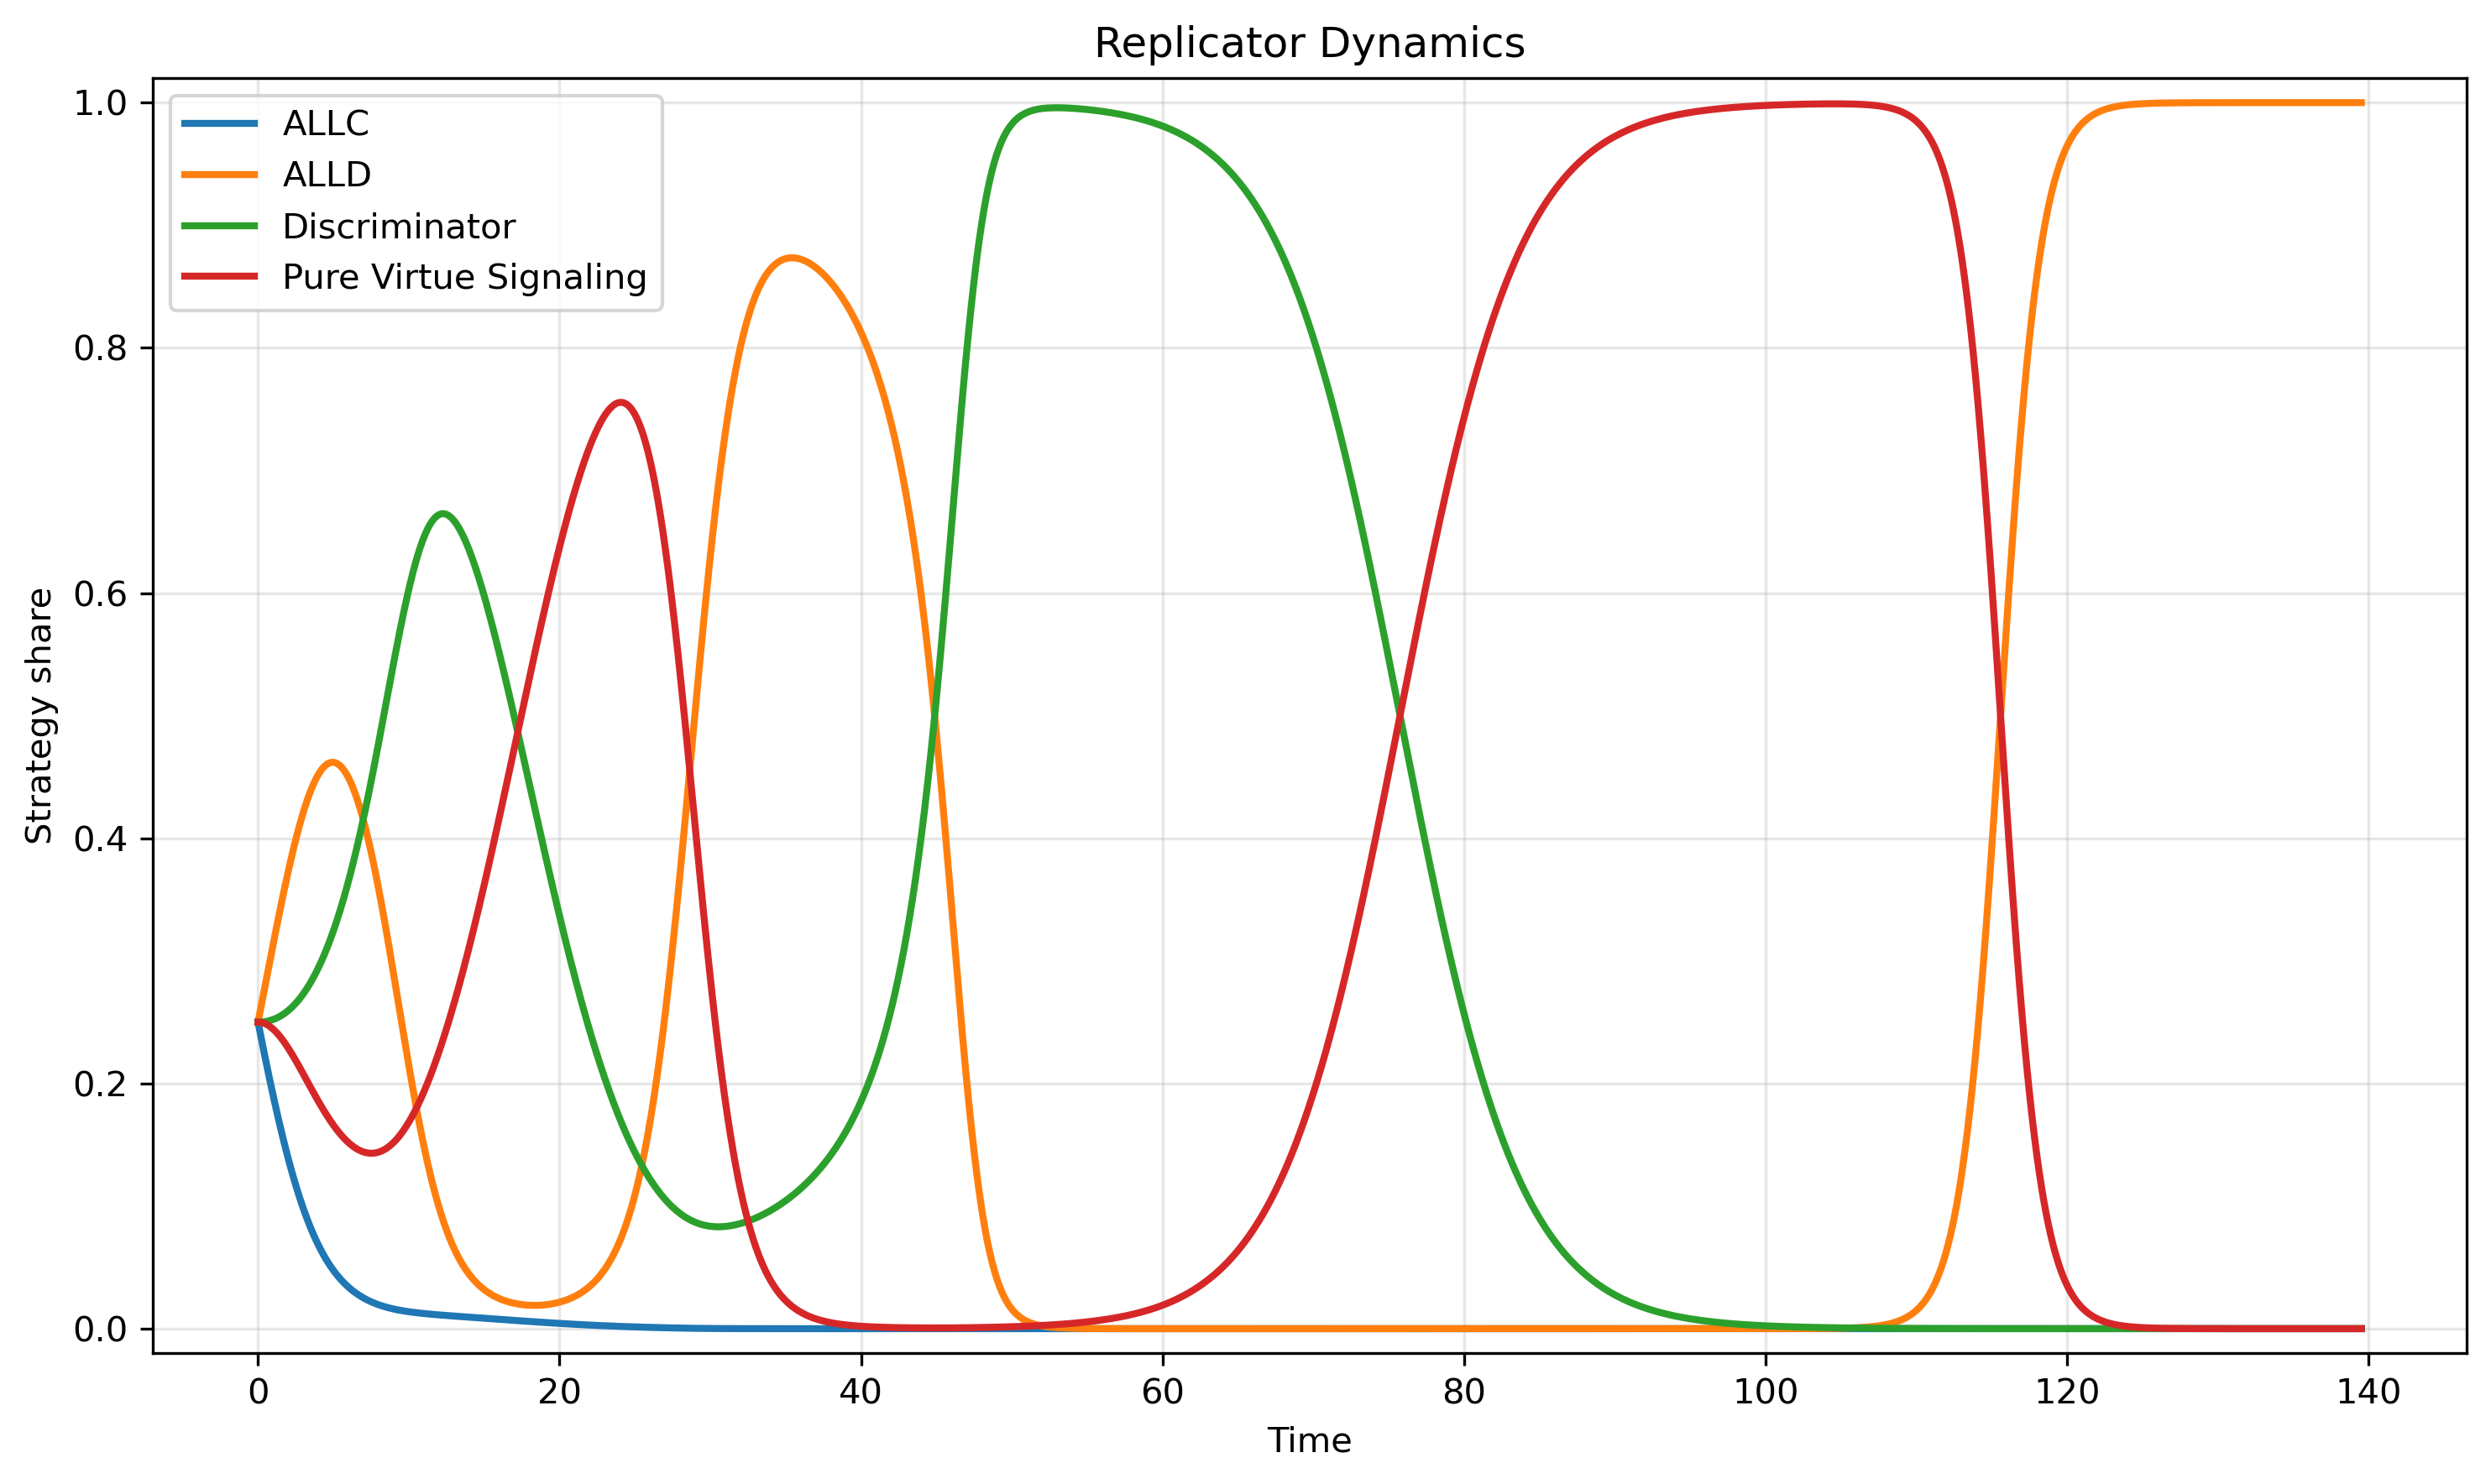 Replicator Dynamics
ALLC
ALLD
Discriminator
Pure Virtue Signaling
Strategy share
1.0
0.8
0.6
0.4
0.2
0.0
0 20 40 60 80 100 120 140
Time